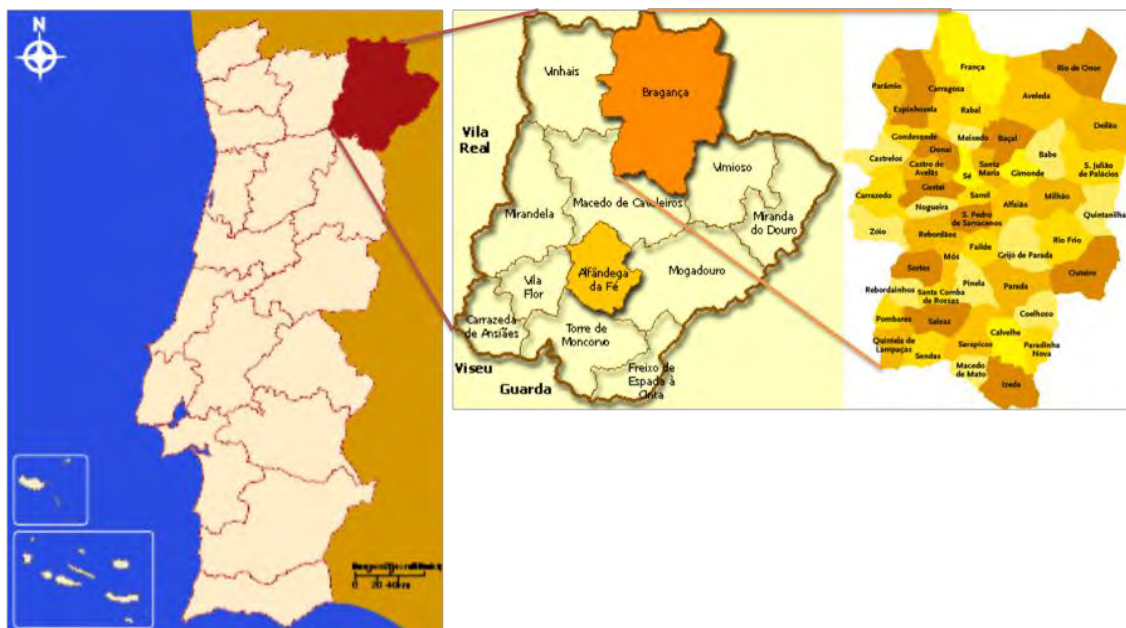 N
0 20 40 km
Vinhais
Bragança
Vila
Real
Vimioso
Macedo de Cavaleiros
Mirandela
Miranda
do Douro
Alfândega
da Fé
Mogadouro
Vila
Flor
Carrazeda
de Ansiães
Torre de
Moncorvo
Viseu
Guarda
Freixo de
Espada à
Cinta
França
Rio de Onor
Parâmio
Carragosa
Aveleda
Espinhosela
Rabal
Deilão
Gondesende
Meixedo
Baçal
Donai
Babe
Castrelos
Castro de
Avelãs
Sé
Santa
Maria
Gimonde
S. Julião
de Palácios
Carrazedo
Gostei
Samil
Alfaião
Milhão
Nogueira
Quintanilha
S. Pedro
de Sarracenos
Zoio
Rebordãos
Failde
Rio Frio
Mós
Grijó de Parada
Sortes
Outeiro
Rebordainhos
Pinela
Parada
Santa Comba
de Rossas
Coelhoso
Pombares
Salsas
Calvelhe
Quintela de
Lampaças
Serapicos
Paradinha
Nova
Sendas
Macedo
de Mato
Izeda